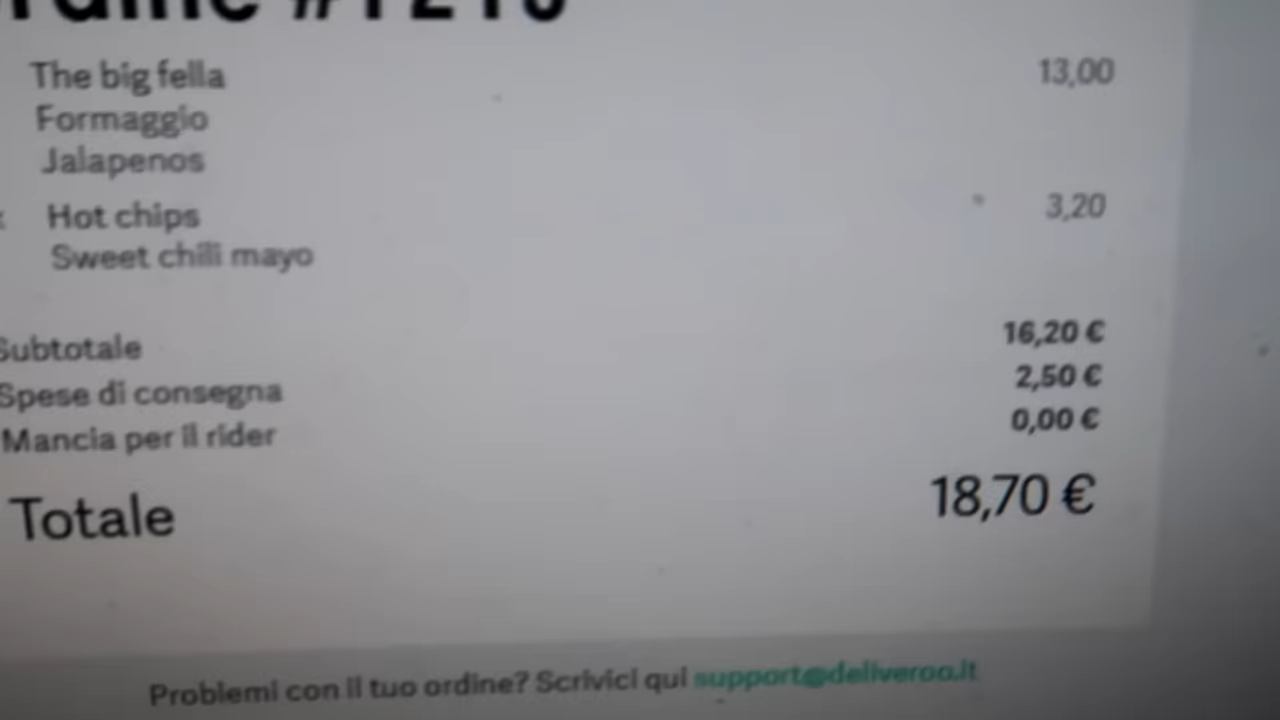 The big fella 13,00
Formaggio
Jalapenos
Hot chips 3,20
Sweet chili mayo
Subtotale 16,20 €
Spese di consegna 2,50 €
Mancia per il rider 0,00 €
Totale 18,70 €
Problemi con il tuo ordine? Scrivici qui support@deliveroo.it